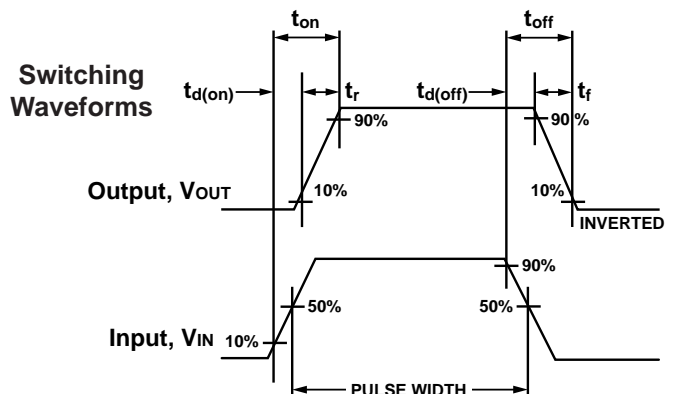 ton
toff
Switching
Waveforms
td(on)
tr
td(off)
tf
90%
90%
Output, VOUT
10%
10%
INVERTED
90%
50%
50%
Input, VIN
10%
PULSE WIDTH